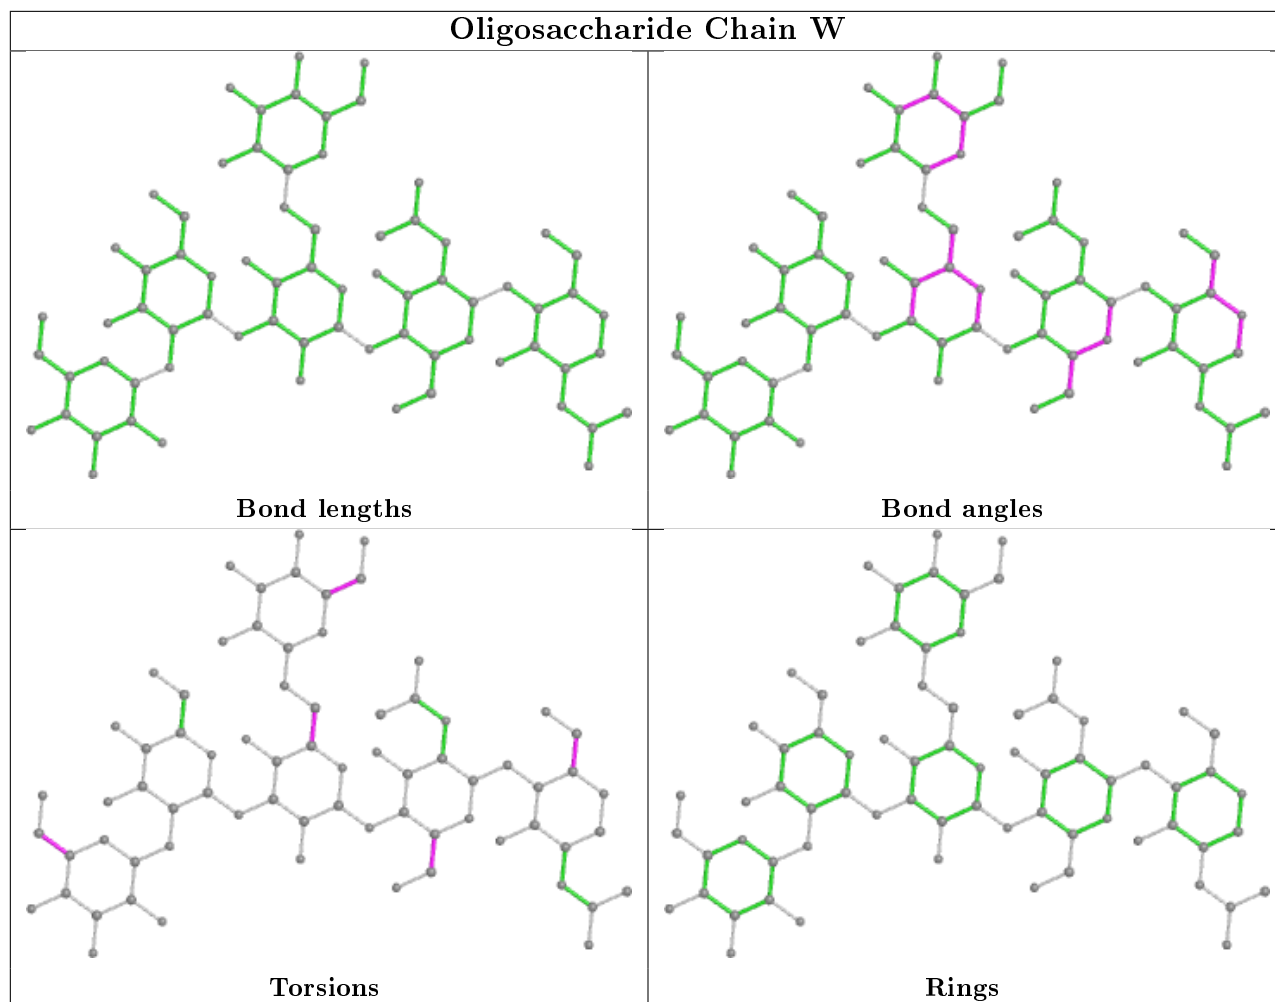 Oligosaccharide Chain W
Bond lengths
Bond angles
Torsions
Rings